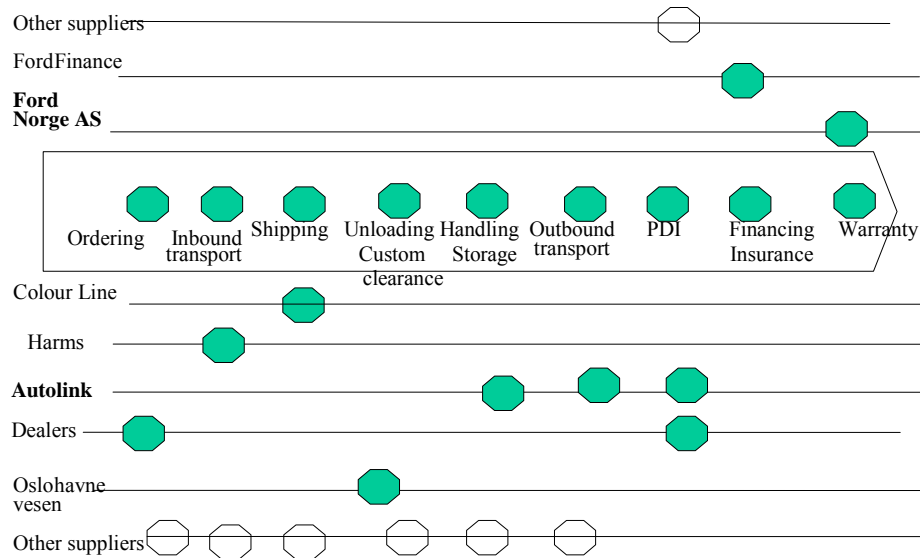 Other suppliers
FordFinance
Ford
Norge AS
Ordering
Inbound
transport
Shipping
Unloading
Custom
clearance
Handling
Storage
Outbound
transport
PDI
Financing
Insurance
Warranty
Colour Line
Harms
Autolink
Dealers
Oslohavne
vesen
Other suppliers